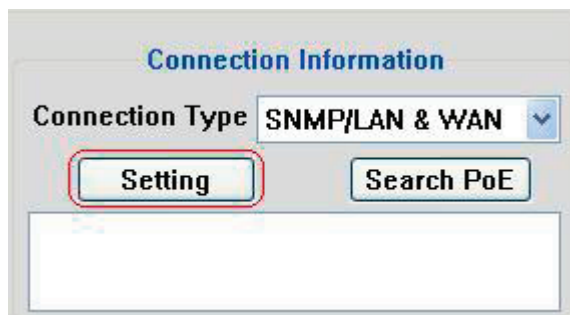 Connection Information
Connection Type SNMP/LAN & WAN
Setting Search PoE